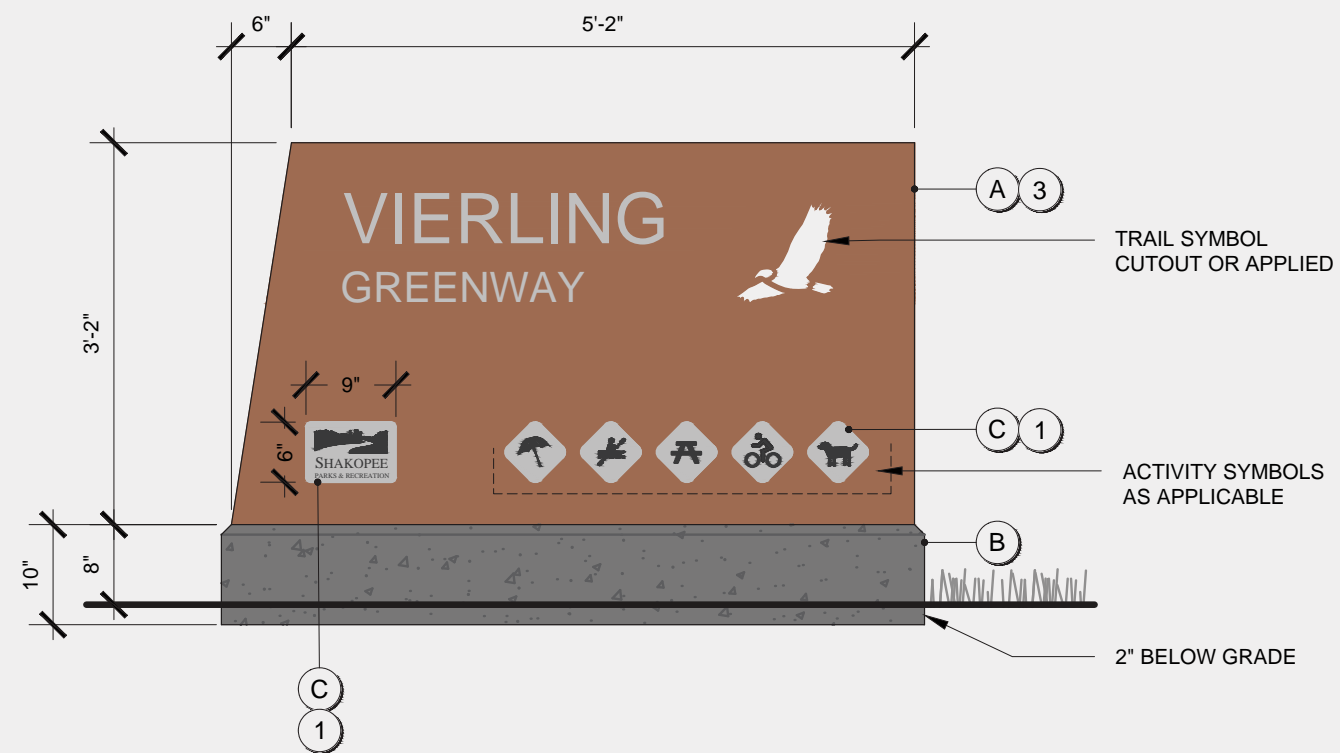 6"
5'-2"
VIERLING
GREENWAY
A 3
TRAIL SYMBOL
CUTOUT OR APPLIED
3'-2"
9"
6"
SHAKOPEE
PARKS & RECREATION
C 1
ACTIVITY SYMBOLS
AS APPLICABLE
10"
8"
B
2" BELOW GRADE
C
1